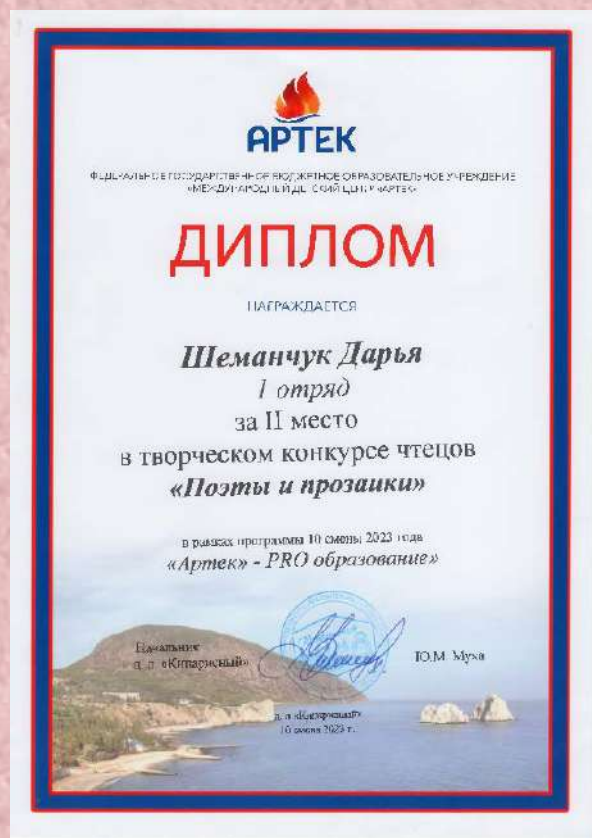 АРТЕК
ФЕДЕРАЛЬНОЕ ГОСУДАРСТВЕННОЕ БЮДЖЕТНОЕ ОБРАЗОВАТЕЛЬНОЕ УЧРЕЖДЕНИЕ
«МЕЖДУНАРОДНЫЙ ДЕТСКИЙ ЦЕНТР «АРТЕК»
ДИПЛОМ
НАГРАЖДАЕТСЯ
Шеманчук Дарья
1 отряд
за II место
в творческом конкурсе чтецов
«Поэты и прозаики»
в рамках программы 10 смены 2023 года
«Артек» - PRO образование»
Начальник
д. л. «Кипарисный»
Ю.М. Муха
д. л. «Кипарисный»
10 смена 2023 г.